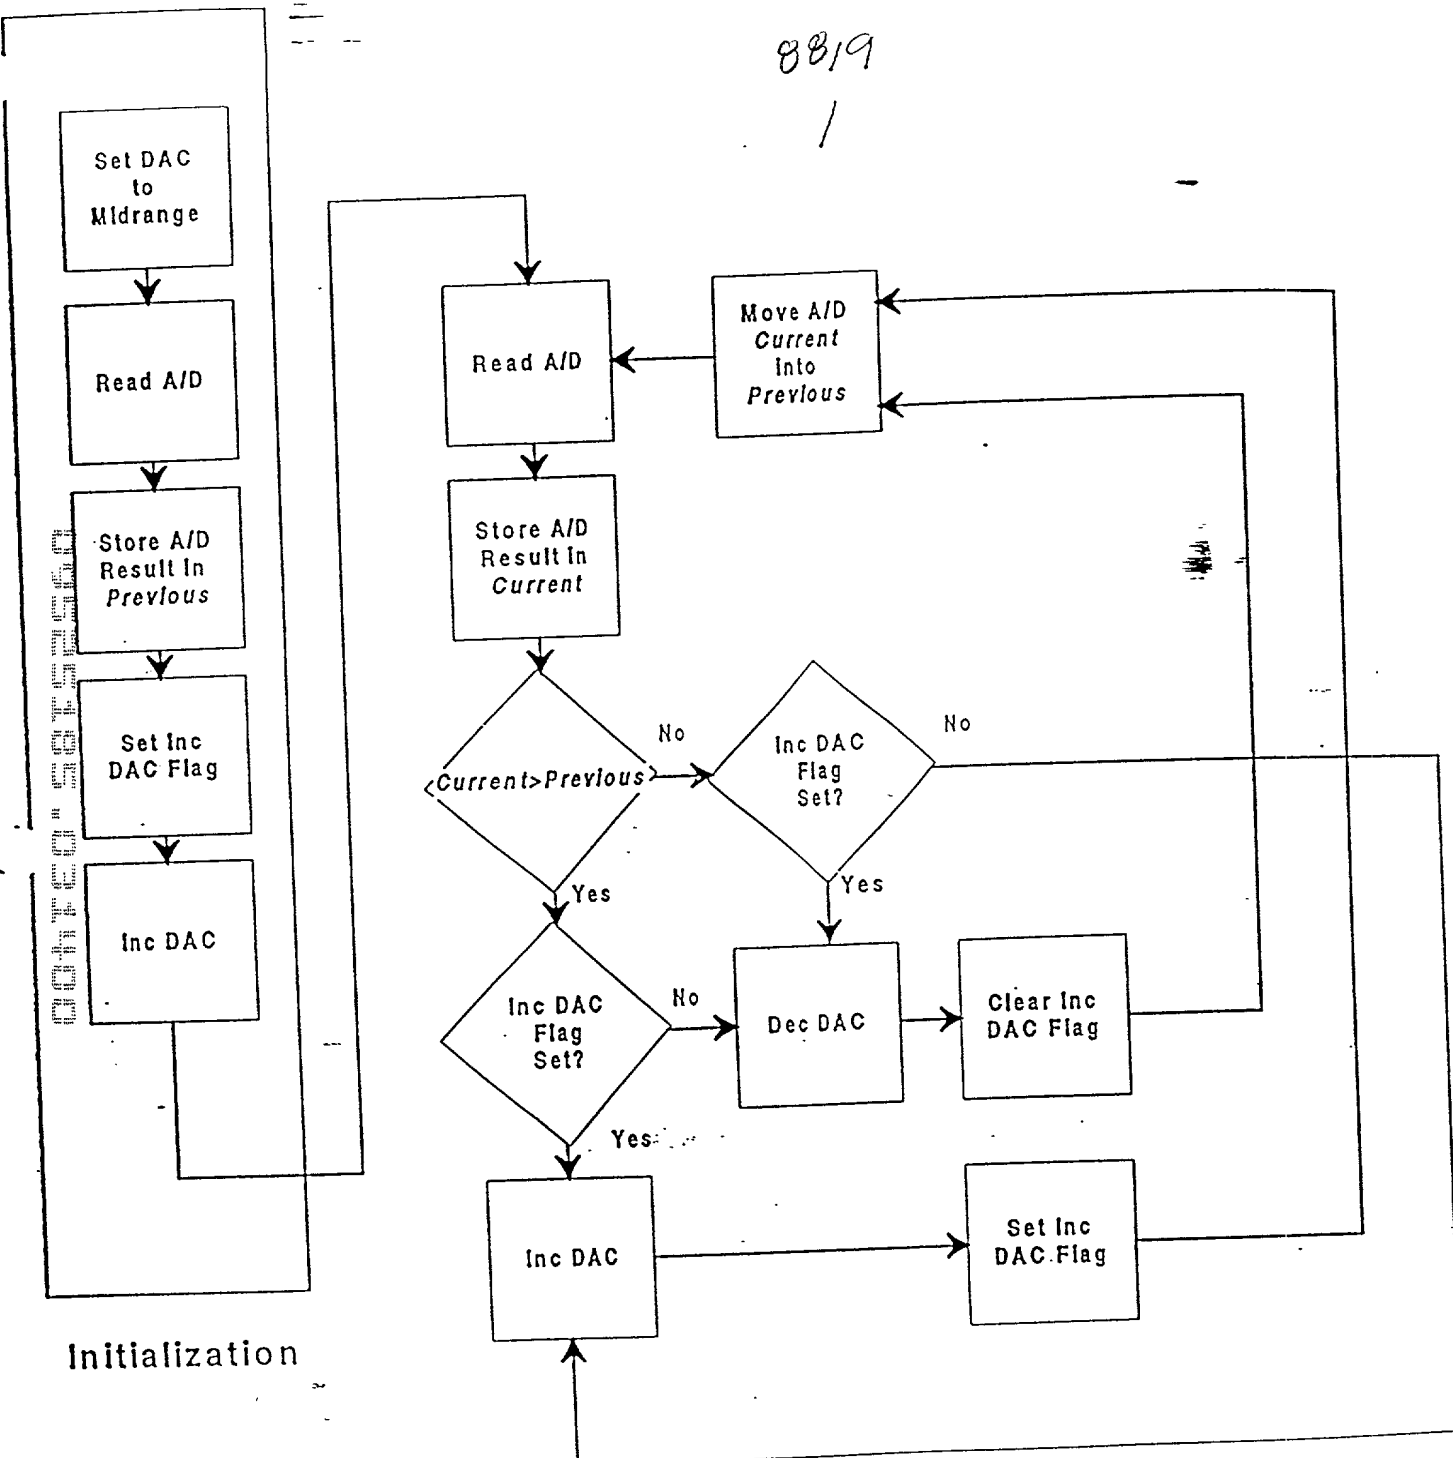 8819
/
Set DAC
to
Midrange
Read A/D
Store A/D
Result In
Previous
Set Inc
DAC Flag
Inc DAC
Initialization
Read A/D
Move A/D
Current
Into
Previous
Store A/D
Result In
Current
Current>Previous
No
Inc DAC
Flag
Set?
No
Yes
Yes
Inc DAC
Flag
Set?
No
Dec DAC
Clear Inc
DAC Flag
Yes
Inc DAC
Set Inc
DAC Flag